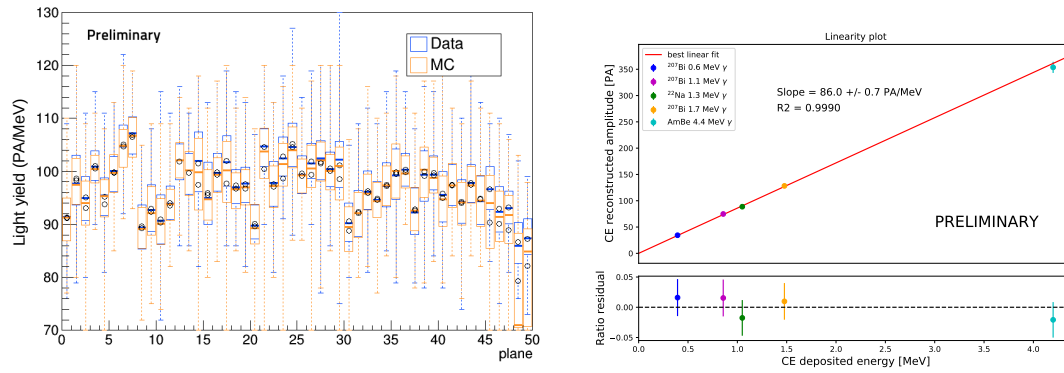 Preliminary
Data
MC
Light yield (PA/MeV)
130
120
110
100
90
80
70
0 5 10 15 20 25 30 35 40 45 50
plane
Linearity plot
best linear fit
²⁰⁷Bi 0.6 MeV γ
²⁰⁷Bi 1.1 MeV γ
²²Na 1.3 MeV γ
²⁰⁷Bi 1.7 MeV γ
AmBe 4.4 MeV γ
Slope = 86.0 +/- 0.7 PA/MeV
R2 = 0.9990
PRELIMINARY
CE reconstructed amplitude [PA]
350
300
250
200
150
100
50
0
Ratio residual
0.05
0.00
−0.05
0.0 0.5 1.0 1.5 2.0 2.5 3.0 3.5 4.0
CE deposited energy [MeV]